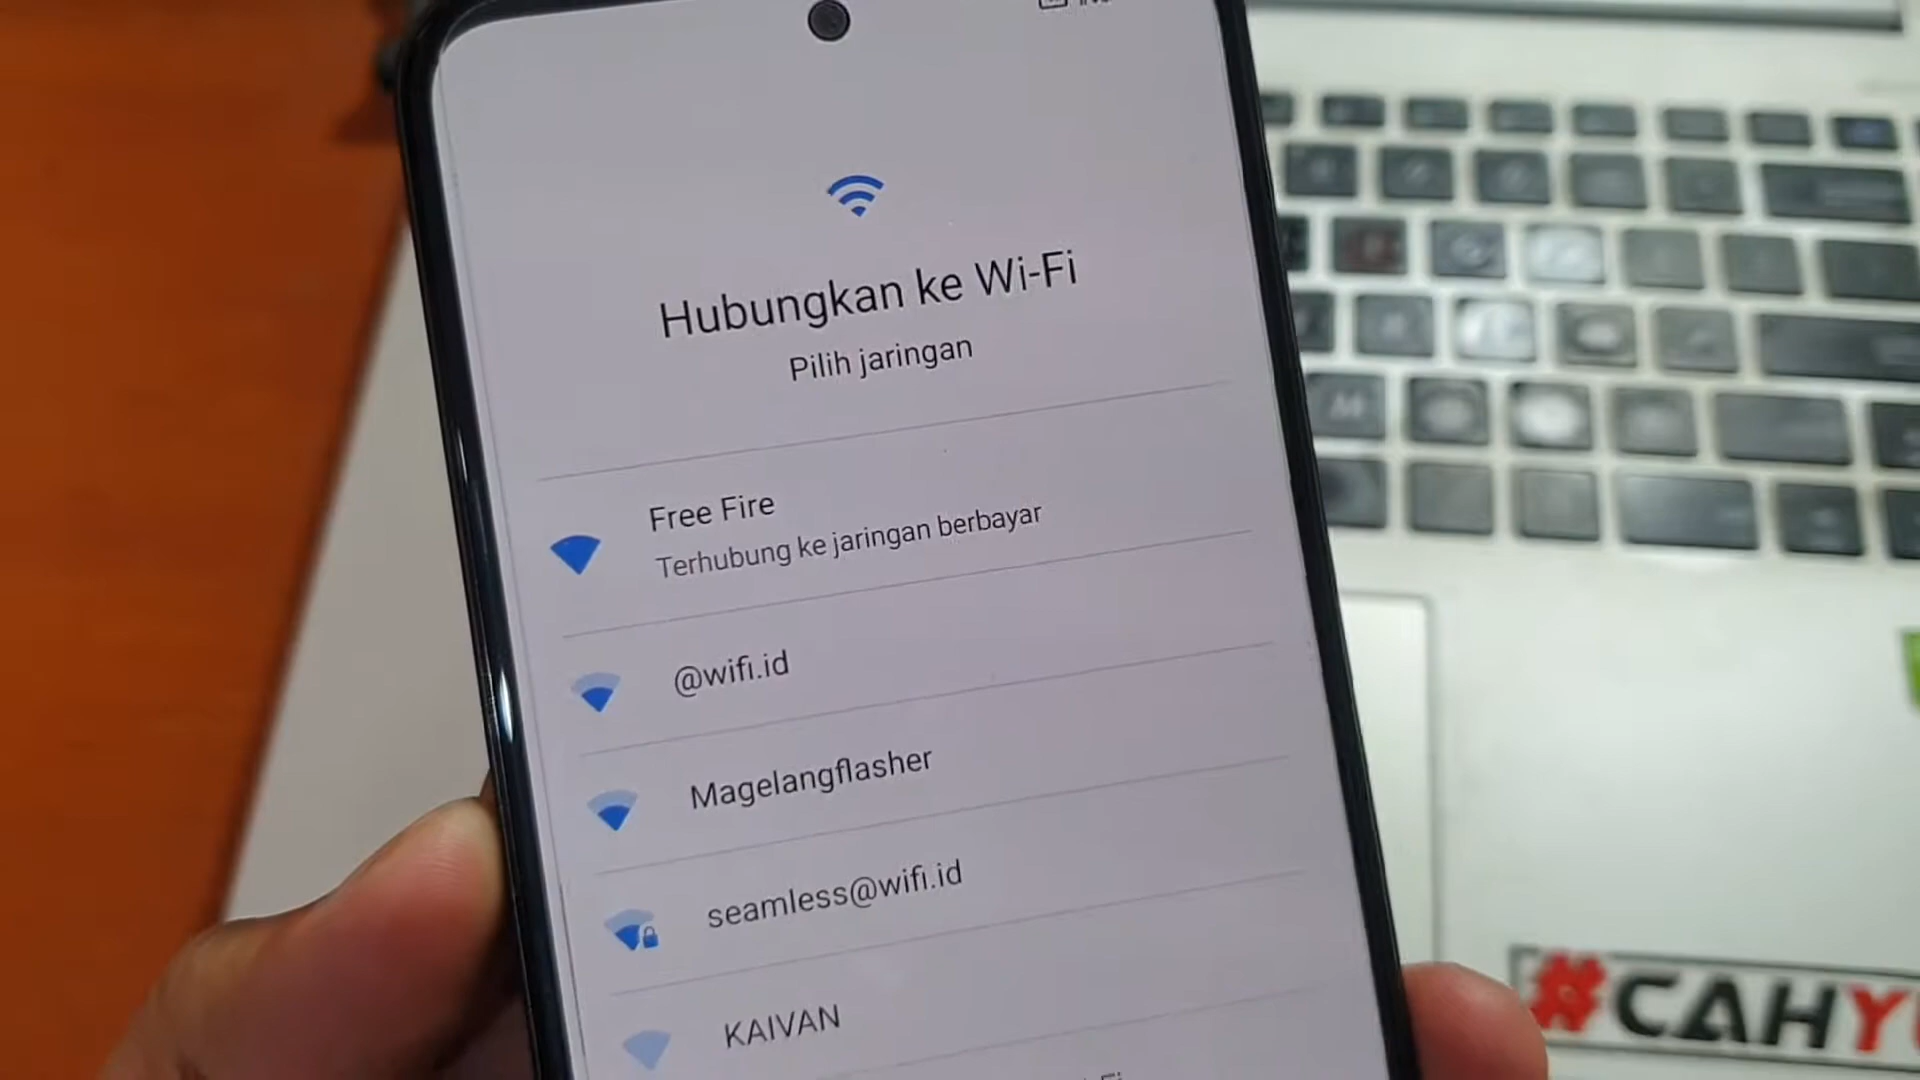 Hubungkan ke Wi-Fi
Pilih jaringan
Free Fire
Terhubung ke jaringan berbayar
@wifi.id
Magelangflasher
seamless@wifi.id
KAIVAN
#CAHY